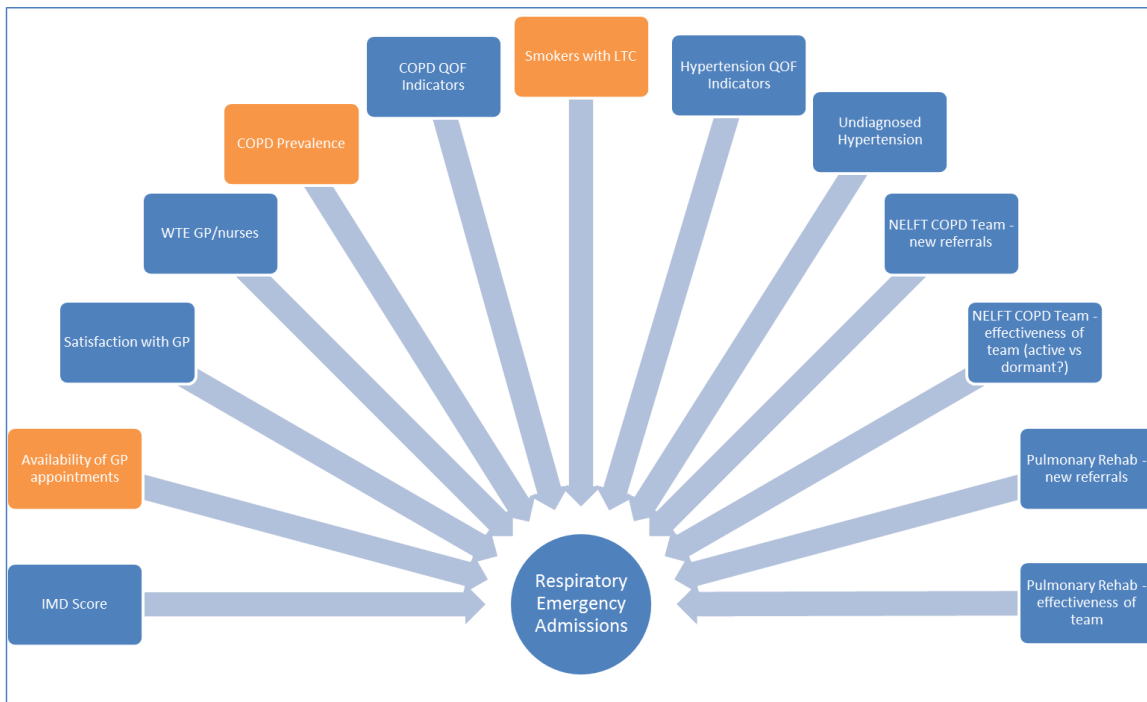 Smokers with LTC
COPD QOF
Indicators
Hypertension QOF
Indicators
COPD Prevalence
Undiagnosed
Hypertension
WTE GP/nurses
NELFT COPD Team -
new referrals
Satisfaction with GP
NELFT COPD Team -
effectiveness of
team (active vs
dormant?)
Availability of GP
appointments
Pulmonary Rehab -
new referrals
IMD Score
Respiratory
Emergency
Admissions
Pulmonary Rehab -
effectiveness of
team